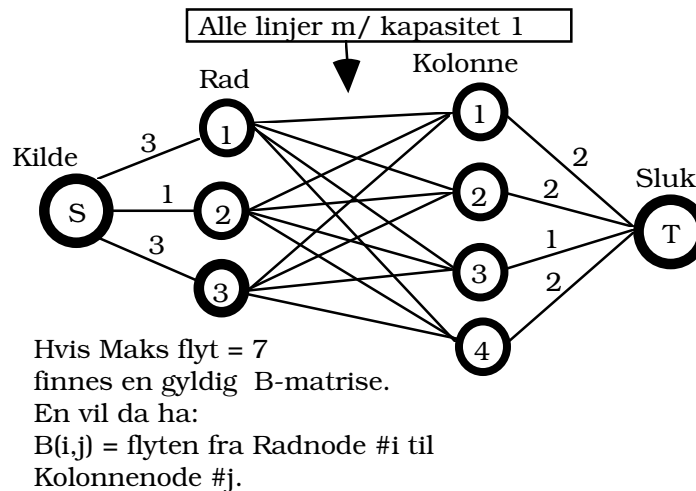 Alle linjer m/ kapasitet 1
Rad
Kolonne
Kilde
Sluk
S
3
1
3
1
2
3
1
2
3
4
2
2
1
2
T
Hvis Maks flyt = 7
finnes en gyldig B-matrise.
En vil da ha:
B(i,j) = flyten fra Radnode #i til
Kolonnenode #j.